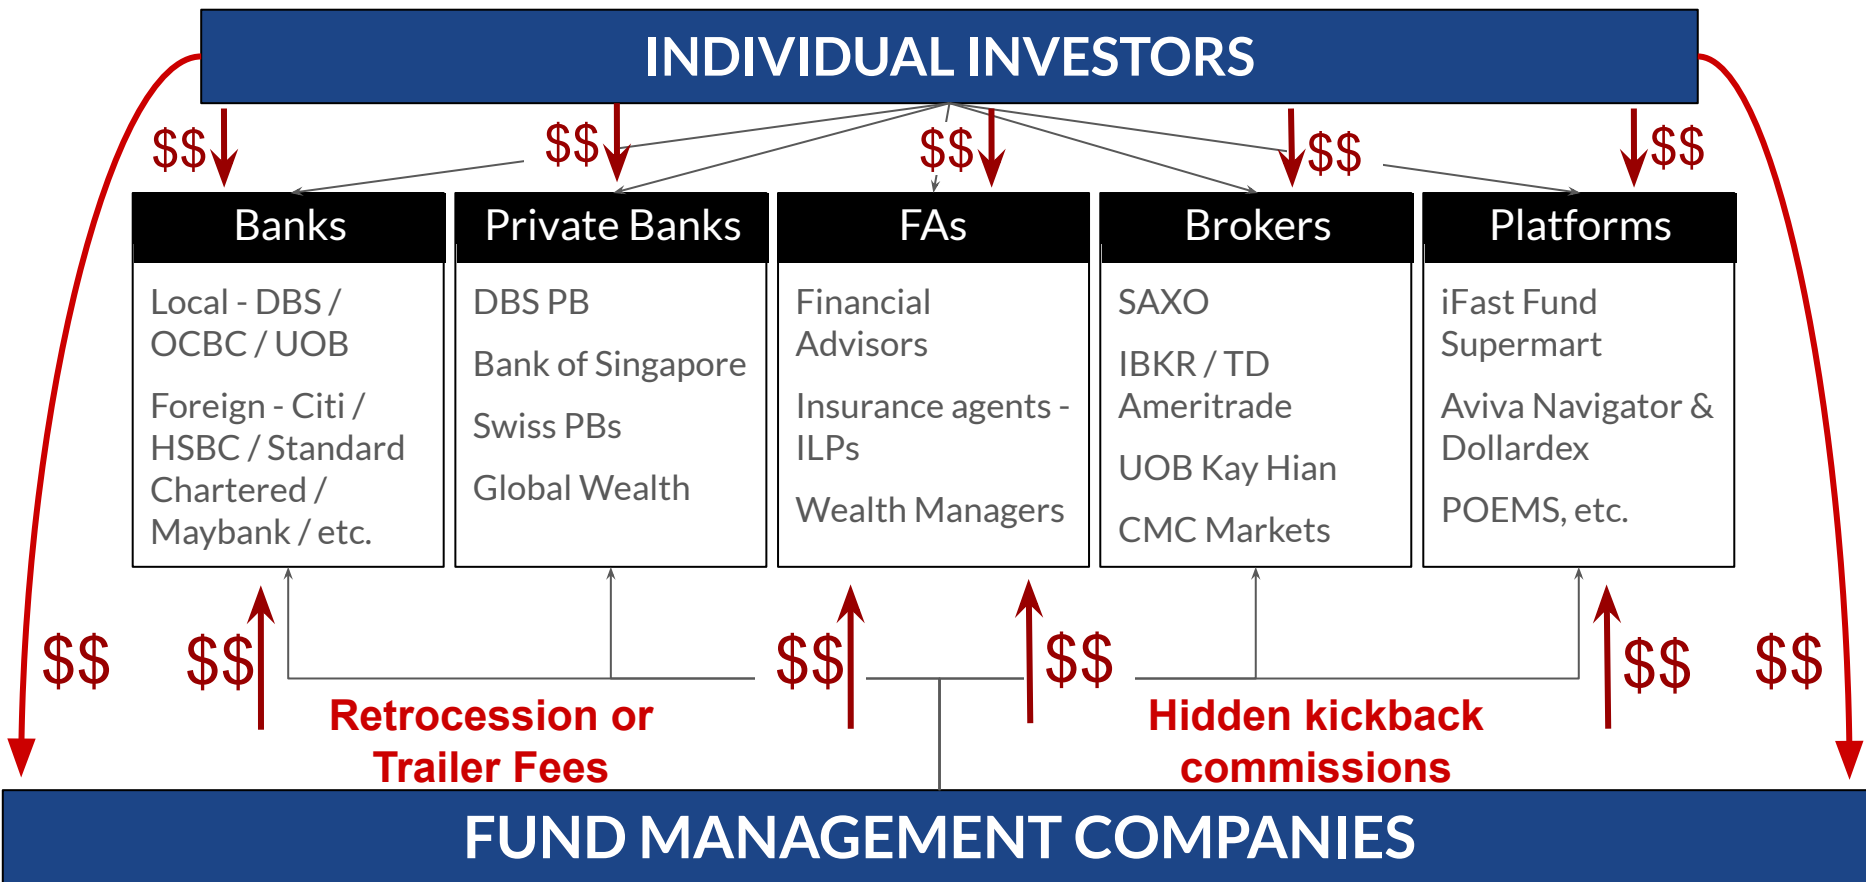 INDIVIDUAL INVESTORS
$$
$$
$$
$$
$$
Banks
Local - DBS /
OCBC / UOB
Foreign - Citi /
HSBC / Standard
Chartered /
Maybank / etc.
Private Banks
DBS PB
Bank of Singapore
Swiss PBs
Global Wealth
FAs
Financial
Advisors
Insurance agents -
ILPs
Wealth Managers
Brokers
SAXO
IBKR / TD
Ameritrade
UOB Kay Hian
CMC Markets
Platforms
iFast Fund
Supermart
Aviva Navigator &
Dollardex
POEMS, etc.
$$
$$
$$
$$
$$
$$
Retrocession or
Trailer Fees
Hidden kickback
commissions
FUND MANAGEMENT COMPANIES